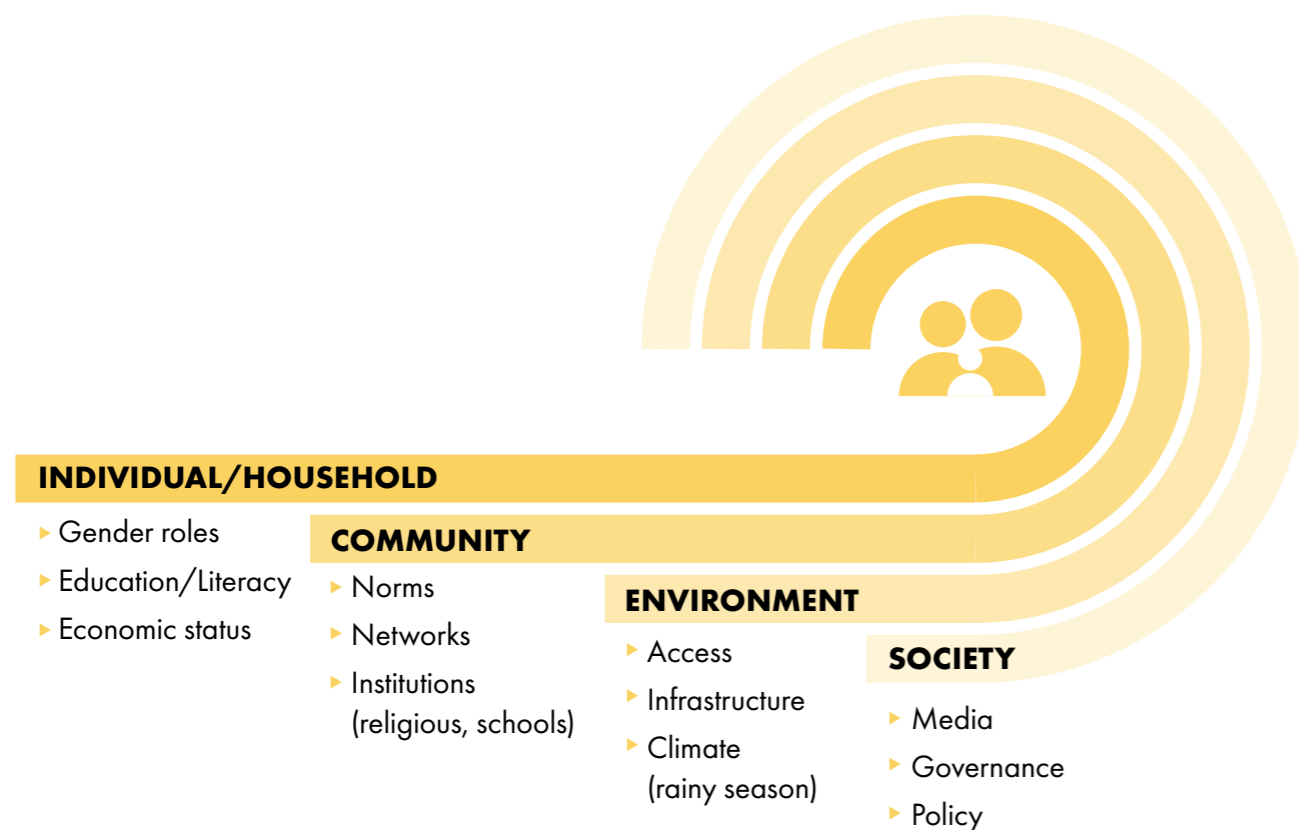 INDIVIDUAL/HOUSEHOLD
Gender roles
Education/Literacy
Economic status
COMMUNITY
Norms
Networks
Institutions
(religious, schools)
ENVIRONMENT
Access
Infrastructure
Climate
(rainy season)
SOCIETY
Media
Governance
Policy